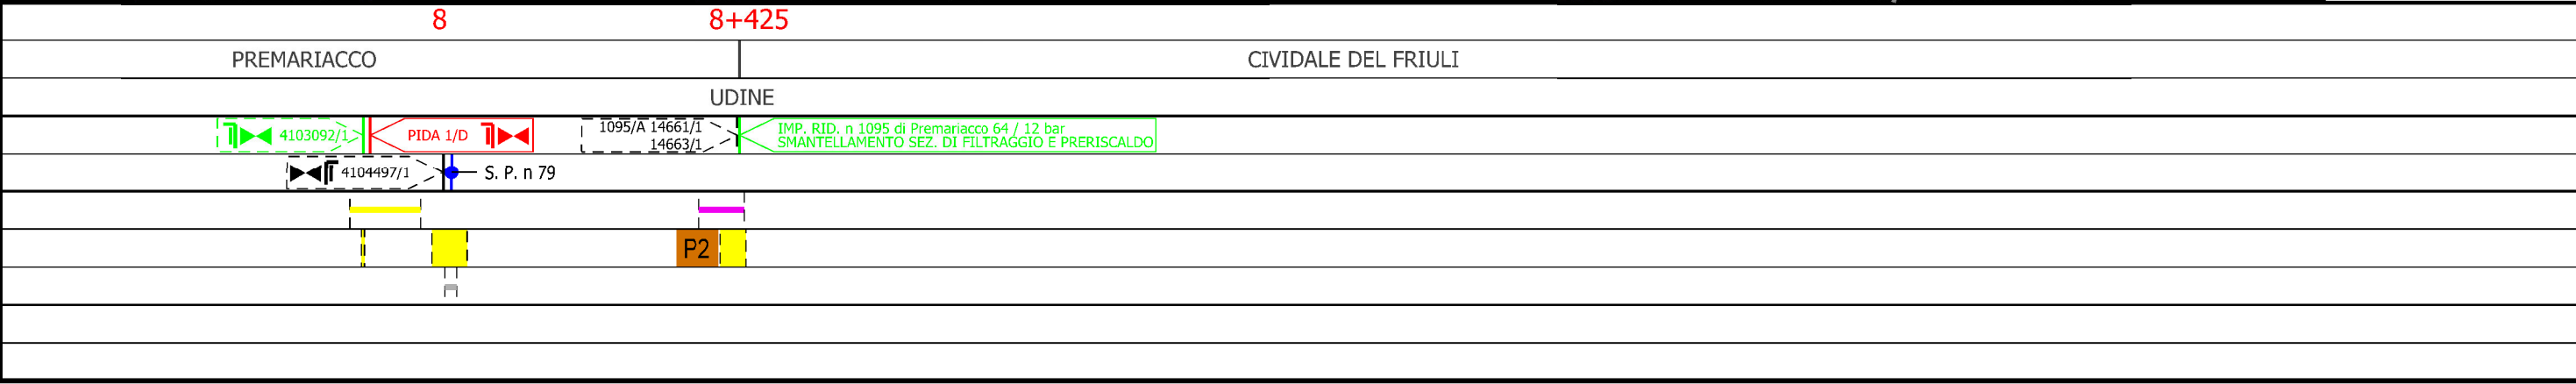 8 8+425
PREMARIACCO CIVIDALE DEL FRIULI
UDINE
4103092/1 PIDA 1/D 1095/A 14661/1 IMP. RID. n 1095 di Premariacco 64 / 12 bar
14663/1 SMANTELLAMENTO SEZ. DI FILTRAGGIO E PRERISCALDO
4104497/1 S. P. n 79
P2